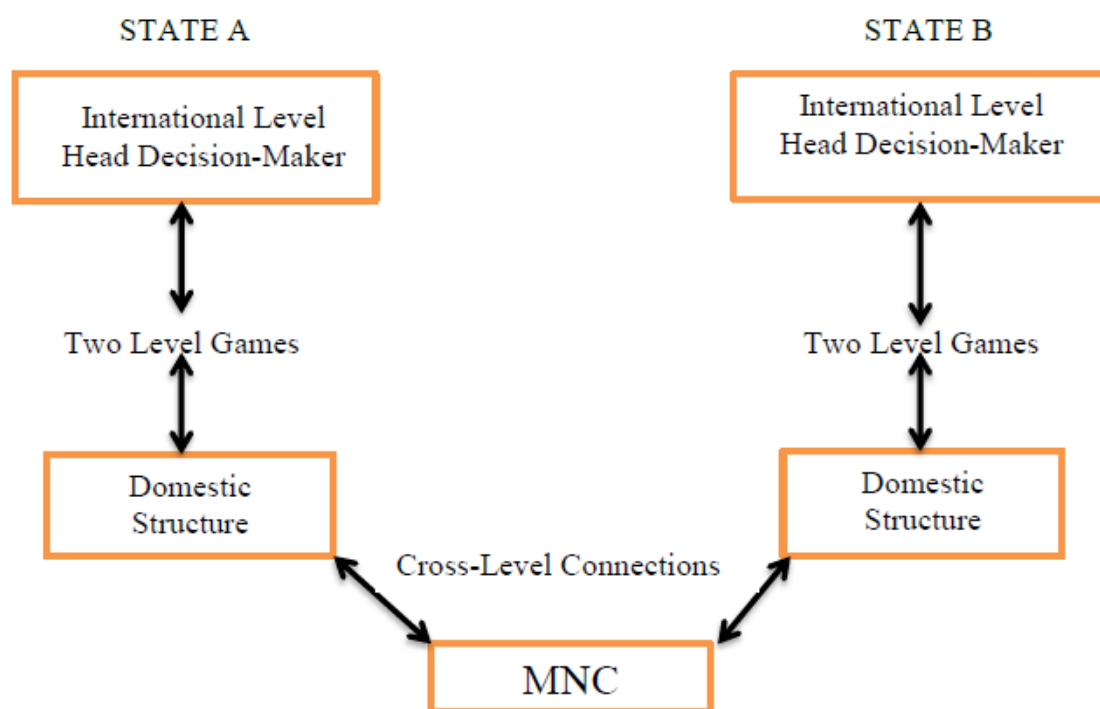 STATE A
STATE B
International Level
Head Decision-Maker
International Level
Head Decision-Maker
Two Level Games
Two Level Games
Domestic
Structure
Domestic
Structure
Cross-Level Connections
MNC